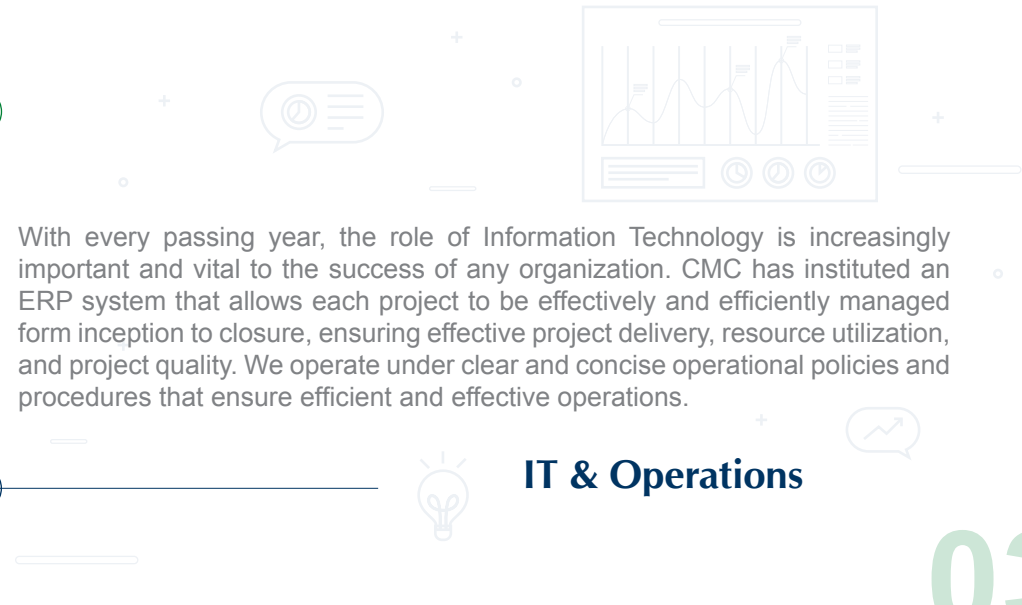 With every passing year, the role of Information Technology is increasingly
important and vital to the success of any organization. CMC has instituted an
ERP system that allows each project to be effectively and efficiently managed
form inception to closure, ensuring effective project delivery, resource utilization,
and project quality. We operate under clear and concise operational policies and
procedures that ensure efficient and effective operations.
IT & Operations
03